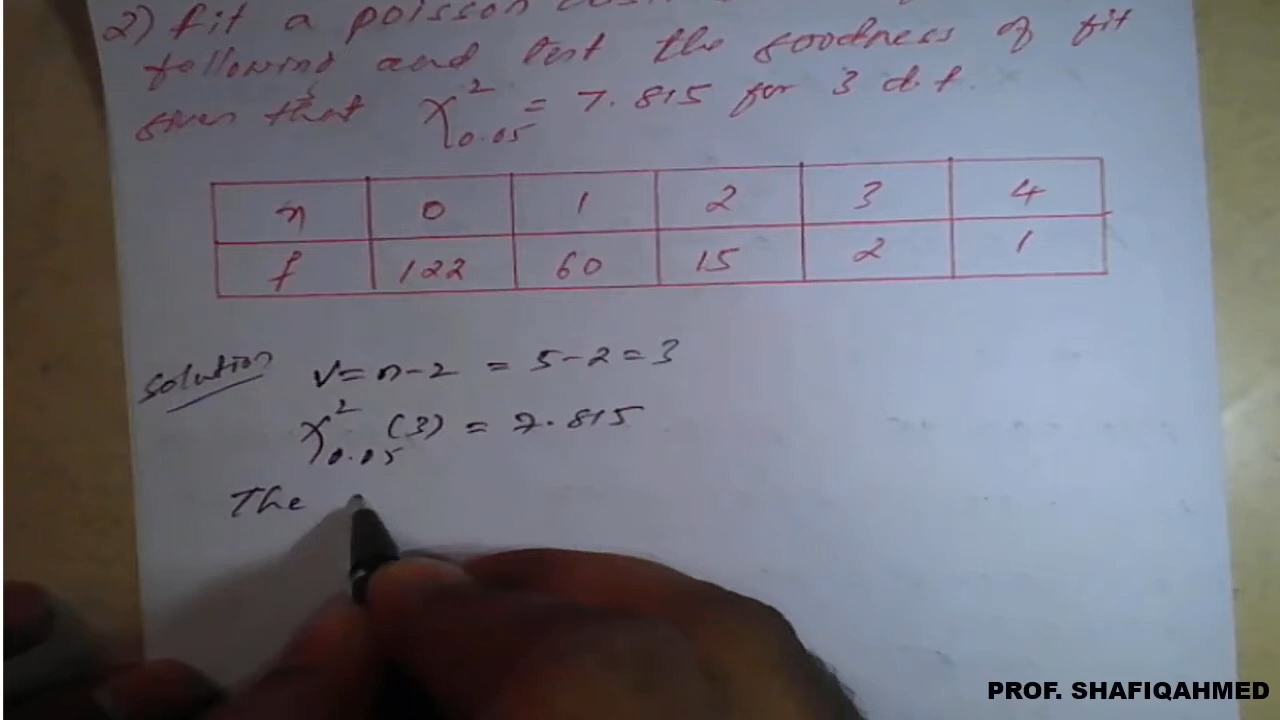 2) fit a poisson
following and test the goodness of fit
given that χ²0.05 = 7.815 for 3 d.f.
x 0 1 2 3 4
f 122 60 15 2 1
Solution ν=n-2 = 5-2=3
χ²0.05 (3) = 7.815
The
PROF. SHAFIQAHMED